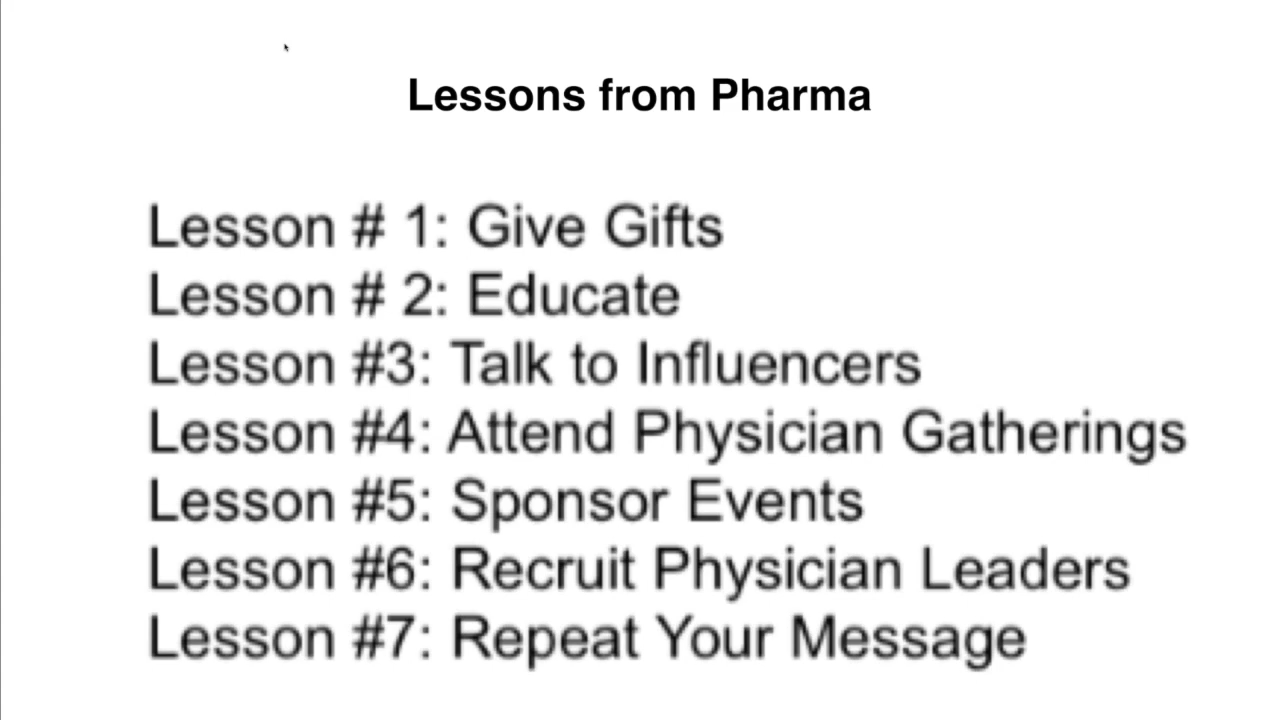 Lessons from Pharma
Lesson # 1: Give Gifts
Lesson # 2: Educate
Lesson #3: Talk to Influencers
Lesson #4: Attend Physician Gatherings
Lesson #5: Sponsor Events
Lesson #6: Recruit Physician Leaders
Lesson #7: Repeat Your Message